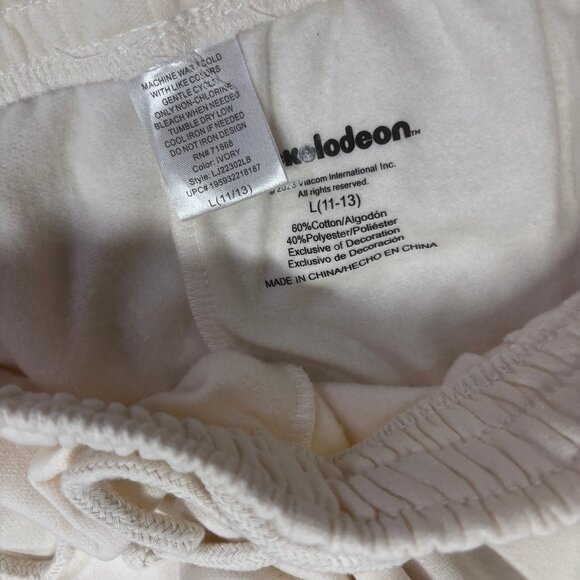 MACHINE WASH COLD
WITH LIKE COLORS
GENTLE CYCLE
ONLY NON-CHLORINE
BLEACH WHEN NEEDED
TUMBLE DRY LOW
COOL IRON IF NEEDED
DO NOT IRON DESIGN
RN# 71868
Color: IVORY
Style: LJ22302LB
UPC# 195932218187
L(11/13)
kelodeon™
© 2023 Viacom International Inc.
All rights reserved.
L(11-13)
60%Cotton/Algodón
40%Polyester/Poliéster
Exclusive of Decoration
Exclusivo de Decoración
MADE IN CHINA/HECHO EN CHINA